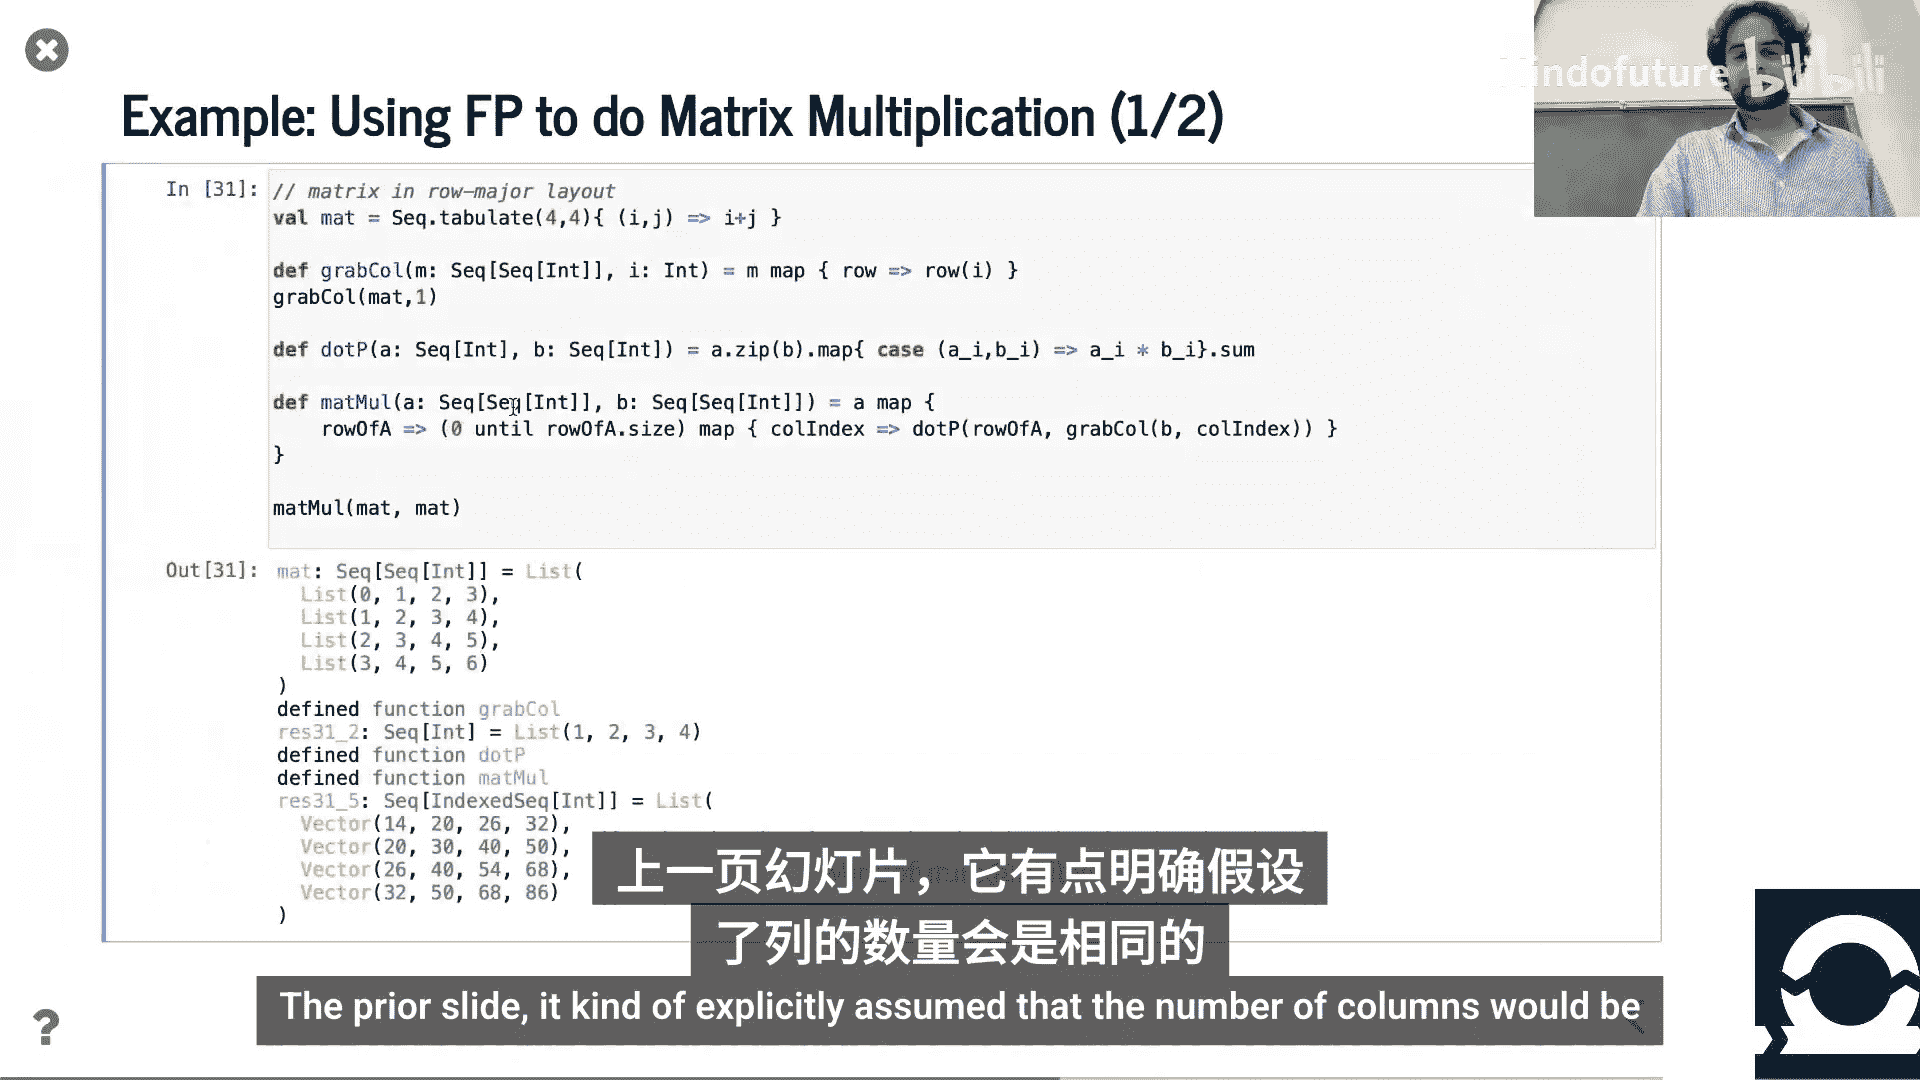 indofuture bilibili
Example: Using FP to do Matrix Multiplication (1/2)
In [31]:
// matrix in row-major layout
val mat = Seq.tabulate(4,4){ (i,j) => i+j }
def grabCol(m: Seq[Seq[Int]], i: Int) = m map { row => row(i) }
grabCol(mat,1)
def dotP(a: Seq[Int], b: Seq[Int]) = a.zip(b).map{ case (a_i,b_i) => a_i * b_i}.sum
def matMul(a: Seq[Seq[Int]], b: Seq[Seq[Int]]) = a map {
rowOfA => (0 until rowOfA.size) map { colIndex => dotP(rowOfA, grabCol(b, colIndex)) }
}
matMul(mat, mat)
Out[31]:
mat: Seq[Seq[Int]] = List(
List(0, 1, 2, 3),
List(1, 2, 3, 4),
List(2, 3, 4, 5),
List(3, 4, 5, 6)
)
defined function grabCol
res31_2: Seq[Int] = List(1, 2, 3, 4)
defined function dotP
defined function matMul
res31_5: Seq[IndexedSeq[Int]] = List(
Vector(14, 20, 26, 32),
Vector(20, 30, 40, 50),
Vector(26, 40, 54, 68),
Vector(32, 50, 68, 86)
)
上一页幻灯片，它有点明确假设
了列的数量会是相同的
The prior slide, it kind of explicitly assumed that the number of columns would be
?